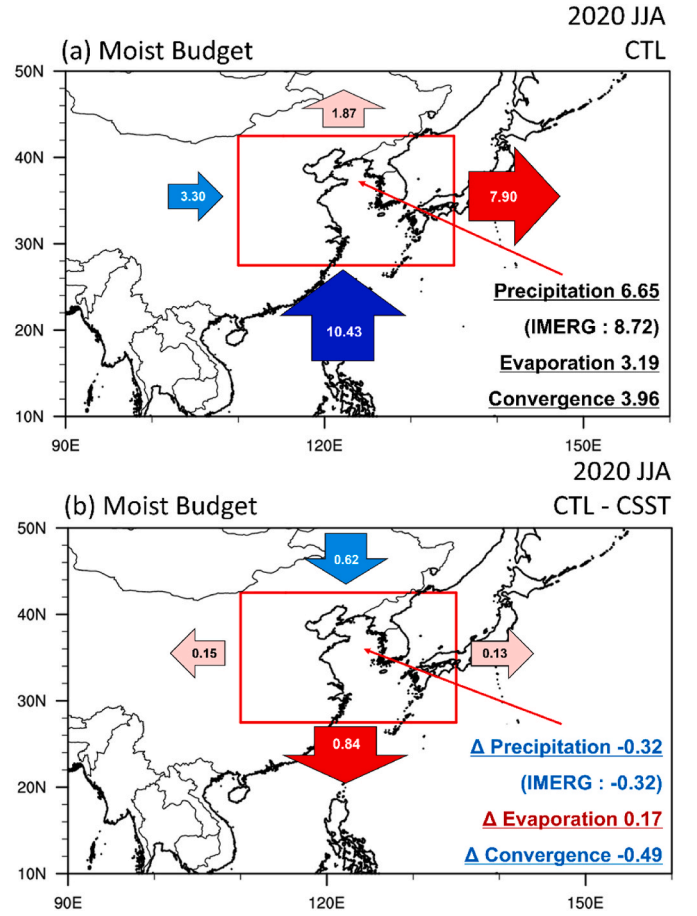 2020 JJA
(a) Moist Budget
CTL
50N
40N
30N
20N
10N
1.87
3.30
7.90
10.43
Precipitation 6.65
(IMERG : 8.72)
Evaporation 3.19
Convergence 3.96
90E
120E
150E
2020 JJA
(b) Moist Budget
CTL - CSST
50N
40N
30N
20N
10N
0.62
0.15
0.13
0.84
Δ Precipitation -0.32
(IMERG : -0.32)
Δ Evaporation 0.17
Δ Convergence -0.49
90E
120E
150E